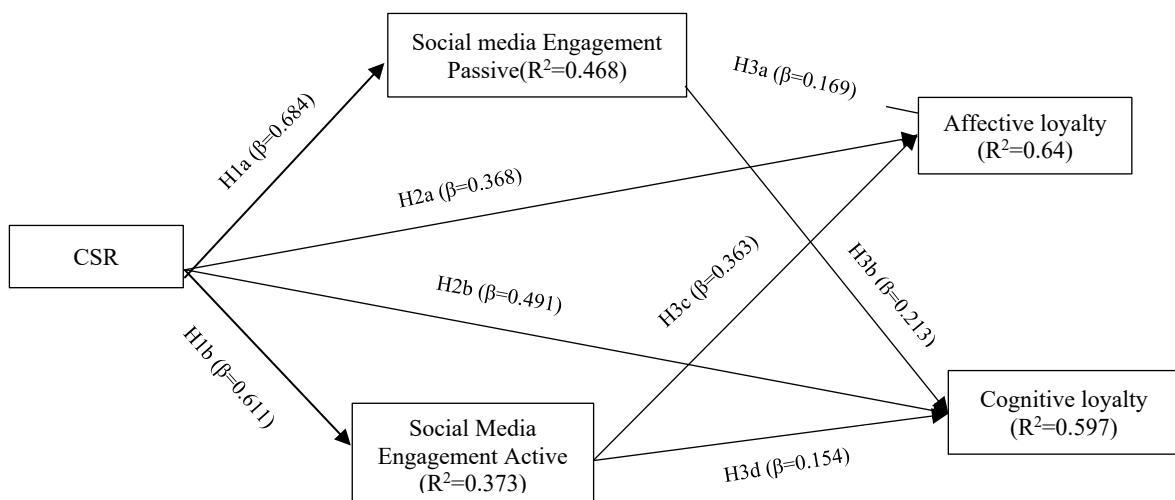 Social media Engagement
Passive(R²=0.468)
H3a (β=0.169)
Affective loyalty
(R²=0.64)
H1a (β=0.684)
H2a (β=0.368)
CSR
H2b (β=0.491)
H3c (β=0.363)
H3b (β=0.213)
H1b (β=0.611)
Cognitive loyalty
(R²=0.597)
Social Media
Engagement Active
(R²=0.373)
H3d (β=0.154)